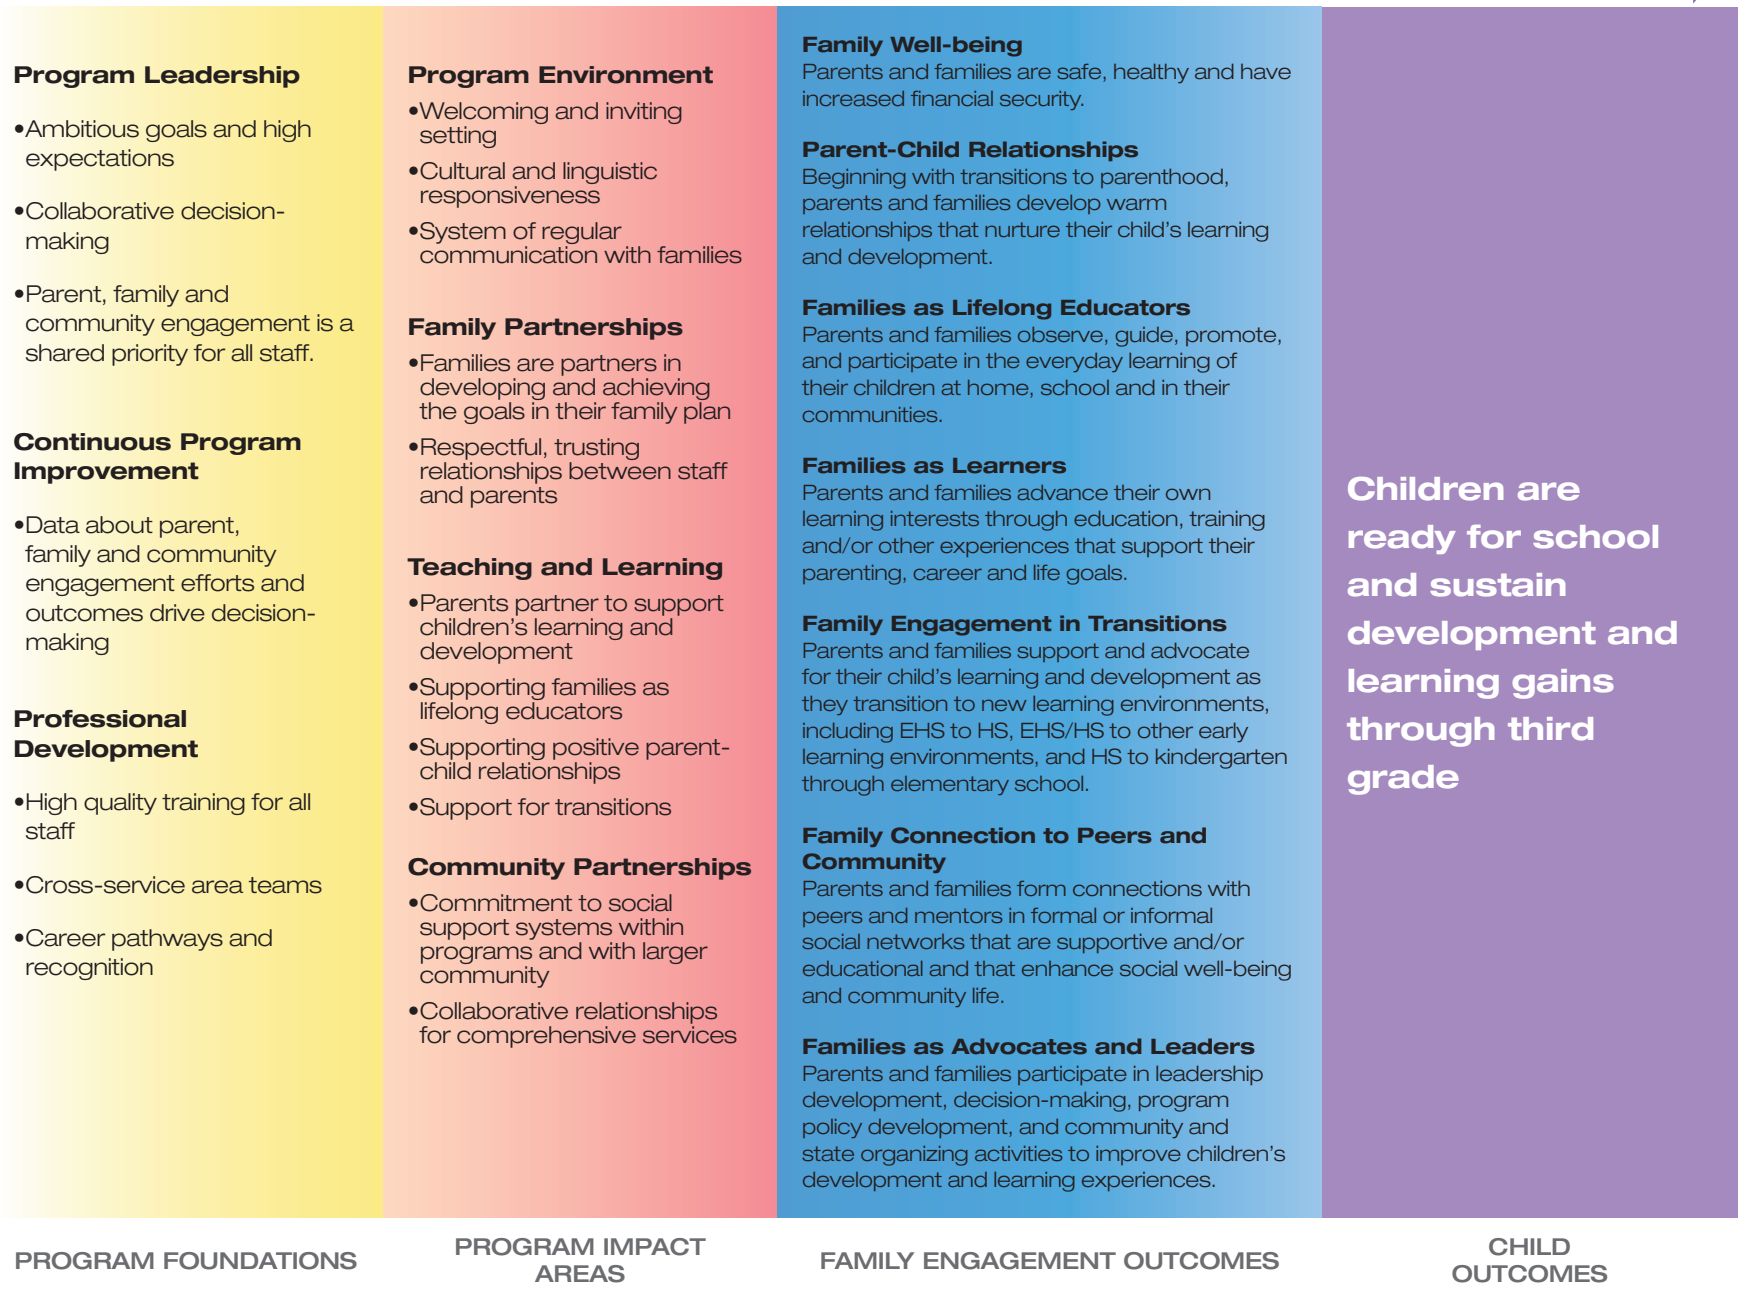 Program Leadership
•Ambitious goals and high
expectations
•Collaborative decision-
making
•Parent, family and
community engagement is a
shared priority for all staff.
Continuous Program
Improvement
•Data about parent,
family and community
engagement efforts and
outcomes drive decision-
making
Professional
Development
•High quality training for all
staff
•Cross-service area teams
•Career pathways and
recognition
PROGRAM FOUNDATIONS
Program Environment
•Welcoming and inviting
setting
•Cultural and linguistic
responsiveness
•System of regular
communication with families
Family Partnerships
•Families are partners in
developing and achieving
the goals in their family plan
•Respectful, trusting
relationships between staff
and parents
Teaching and Learning
•Parents partner to support
children's learning and
development
•Supporting families as
lifelong educators
•Supporting positive parent-
child relationships
•Support for transitions
Community Partnerships
•Commitment to social
support systems within
programs and with larger
community
•Collaborative relationships
for comprehensive services
PROGRAM IMPACT
AREAS
Family Well-being
Parents and families are safe, healthy and have
increased financial security.
Parent-Child Relationships
Beginning with transitions to parenthood,
parents and families develop warm
relationships that nurture their child's learning
and development.
Families as Lifelong Educators
Parents and families observe, guide, promote,
and participate in the everyday learning of
their children at home, school and in their
communities.
Families as Learners
Parents and families advance their own
learning interests through education, training
and/or other experiences that support their
parenting, career and life goals.
Family Engagement in Transitions
Parents and families support and advocate
for their child's learning and development as
they transition to new learning environments,
including EHS to HS, EHS/HS to other early
learning environments, and HS to kindergarten
through elementary school.
Family Connection to Peers and
Community
Parents and families form connections with
peers and mentors in formal or informal
social networks that are supportive and/or
educational and that enhance social well-being
and community life.
Families as Advocates and Leaders
Parents and families participate in leadership
development, decision-making, program
policy development, and community and
state organizing activities to improve children's
development and learning experiences.
FAMILY ENGAGEMENT OUTCOMES
Children are
ready for school
and sustain
development and
learning gains
through third
grade
CHILD
OUTCOMES